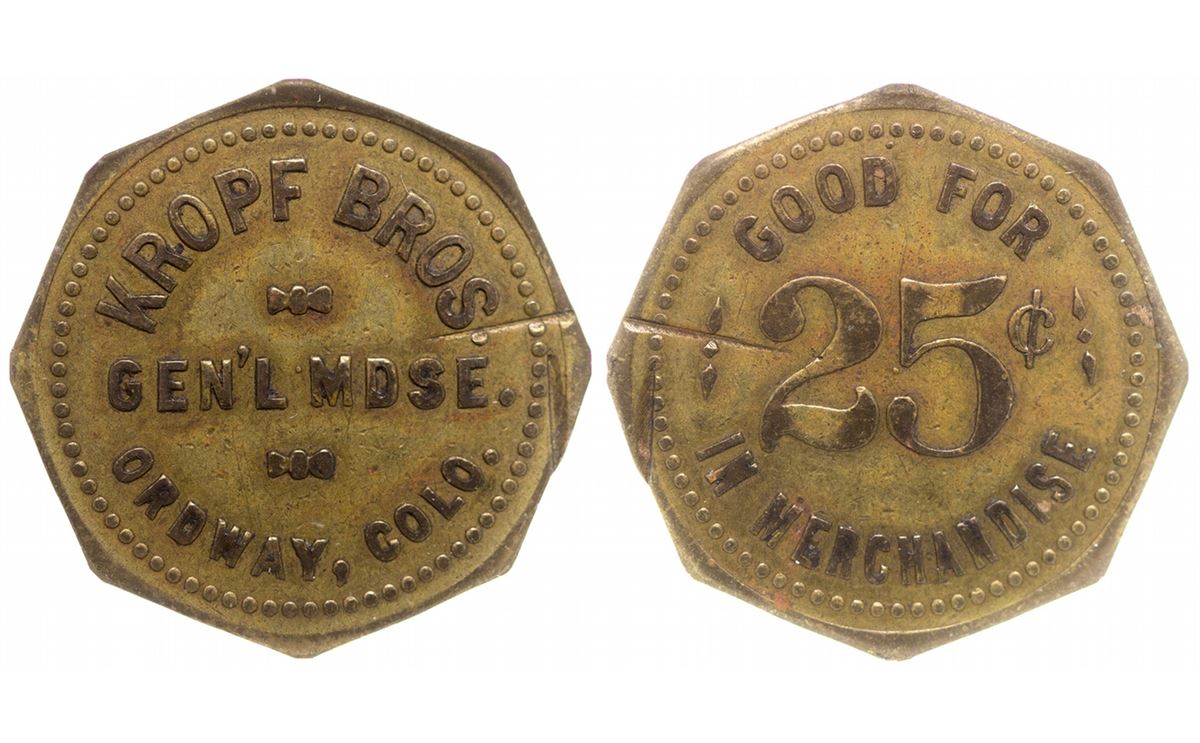 KROPF BROS.
GEN'L MDSE.
ORDWAY, COLO.
GOOD FOR
25¢
IN MERCHANDISE